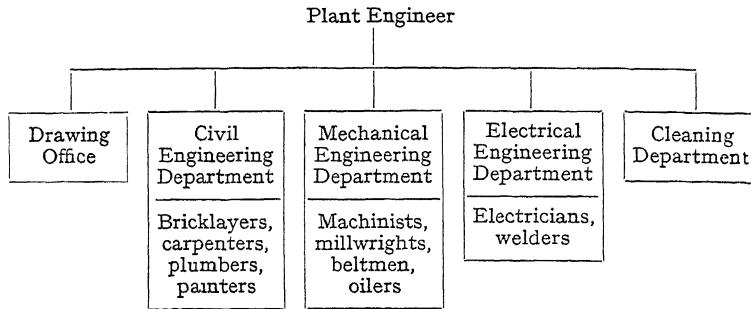 Plant Engineer
Drawing
Office
Civil
Engineering
Department
Bricklayers,
carpenters,
plumbers,
painters
Mechanical
Engineering
Department
Machinists,
millwrights,
beltmen,
oilers
Electrical
Engineering
Department
Electricians,
welders
Cleaning
Department